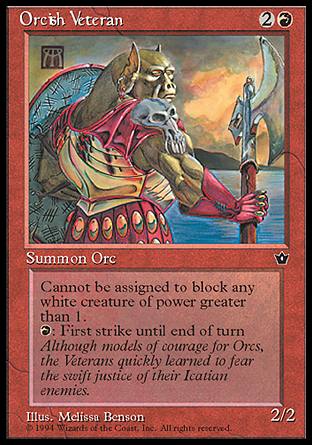 Orcish Veteran 2
Summon Orc
Cannot be assigned to block any
white creature of power greater
than 1.
: First strike until end of turn
Although models of courage for Orcs,
the Veterans quickly learned to fear
the swift justice of their Icatian
enemies.
2/2
Illus. Melissa Benson
© 1994 Wizards of the Coast, Inc. All rights reserved.